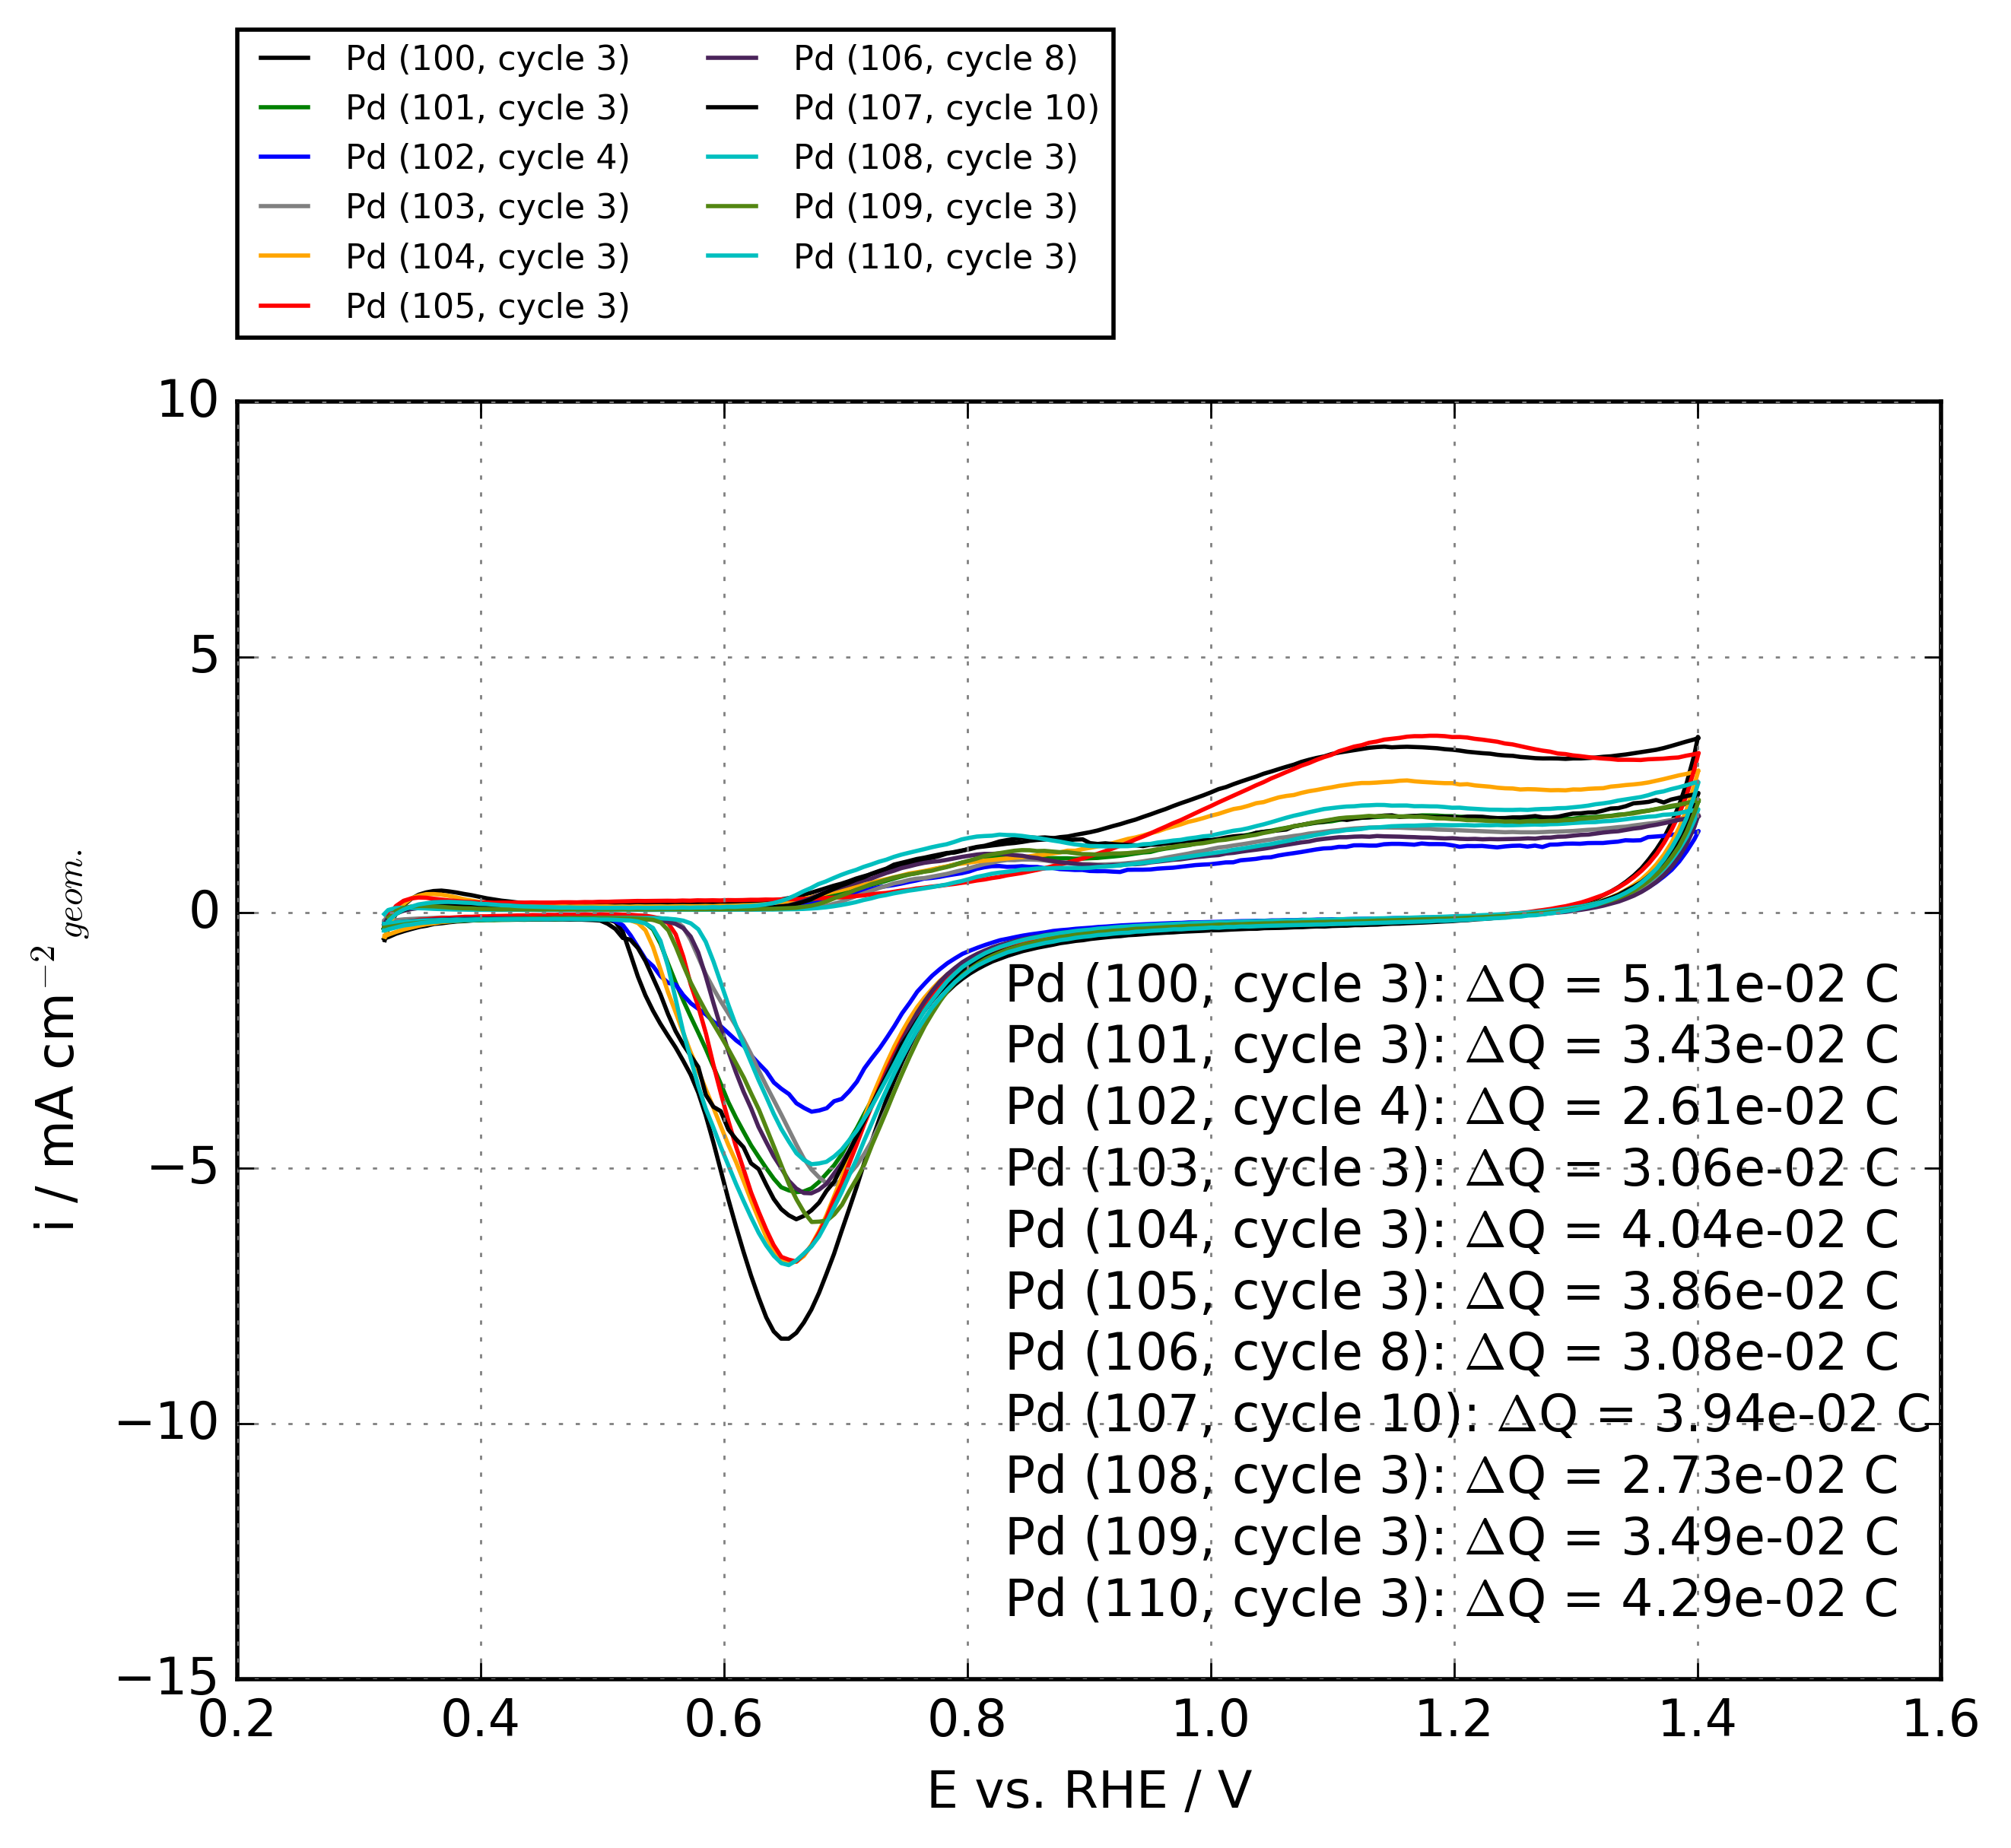 Pd (100, cycle 3)
Pd (101, cycle 3)
Pd (102, cycle 4)
Pd (103, cycle 3)
Pd (104, cycle 3)
Pd (105, cycle 3)
Pd (106, cycle 8)
Pd (107, cycle 10)
Pd (108, cycle 3)
Pd (109, cycle 3)
Pd (110, cycle 3)
10
5
0
−5
−10
−15
i / mA cm⁻² geom.
Pd (100, cycle 3): ΔQ = 5.11e-02 C
Pd (101, cycle 3): ΔQ = 3.43e-02 C
Pd (102, cycle 4): ΔQ = 2.61e-02 C
Pd (103, cycle 3): ΔQ = 3.06e-02 C
Pd (104, cycle 3): ΔQ = 4.04e-02 C
Pd (105, cycle 3): ΔQ = 3.86e-02 C
Pd (106, cycle 8): ΔQ = 3.08e-02 C
Pd (107, cycle 10): ΔQ = 3.94e-02 C
Pd (108, cycle 3): ΔQ = 2.73e-02 C
Pd (109, cycle 3): ΔQ = 3.49e-02 C
Pd (110, cycle 3): ΔQ = 4.29e-02 C
0.2 0.4 0.6 0.8 1.0 1.2 1.4 1.6
E vs. RHE / V